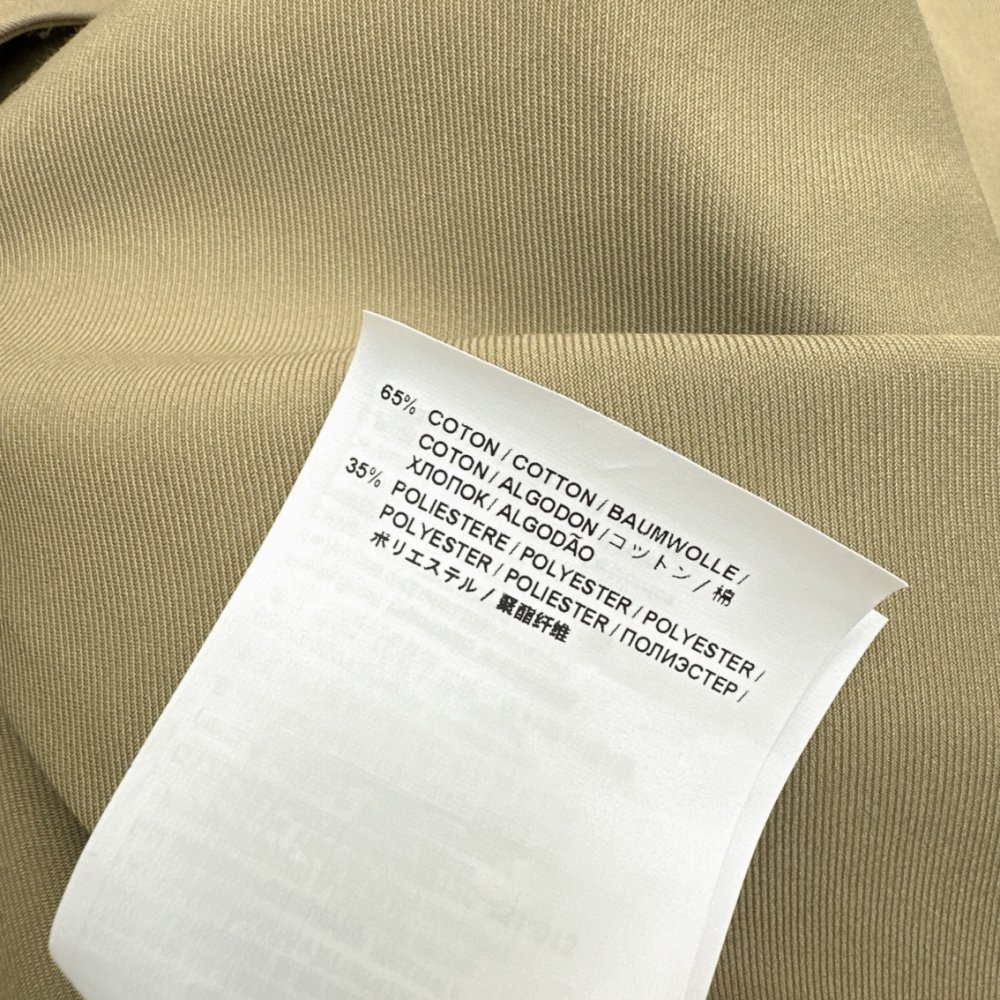 65% COTON / COTTON / BAUMWOLLE /
COTON / ALGODON / コットン / 棉
ХЛОПОК / ALGODÃO
35% POLIESTERE / POLYESTER / POLYESTER /
POLYESTER / POLIESTER / ПОЛИЭСТЕР /
ポリエステル / 聚酯纤维